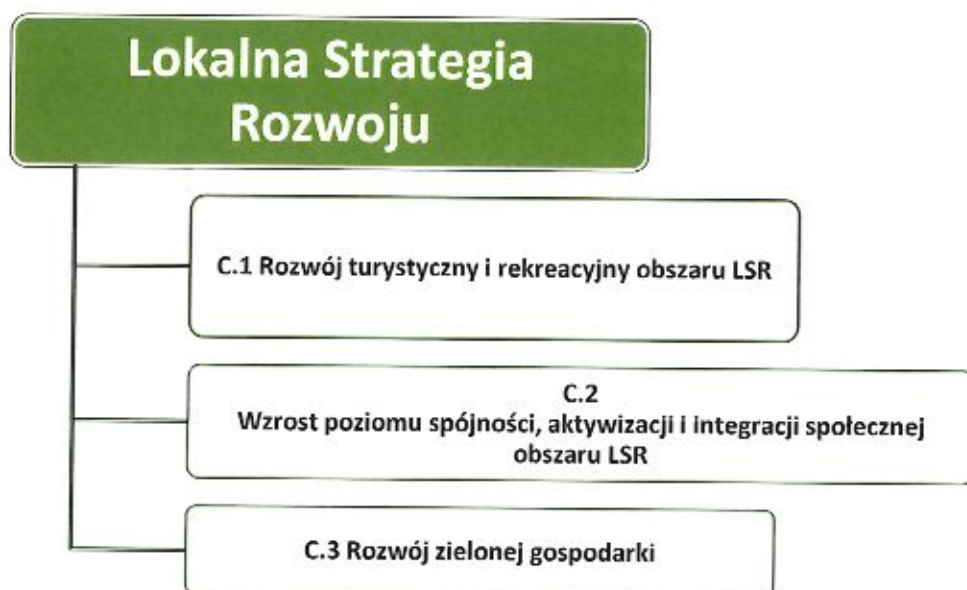 Lokalna Strategia
Rozwoju
C.1 Rozwój turystyczny i rekreacyjny obszaru LSR
C.2
Wzrost poziomu spójności, aktywizacji i integracji społecznej
obszaru LSR
C.3 Rozwój zielonej gospodarki